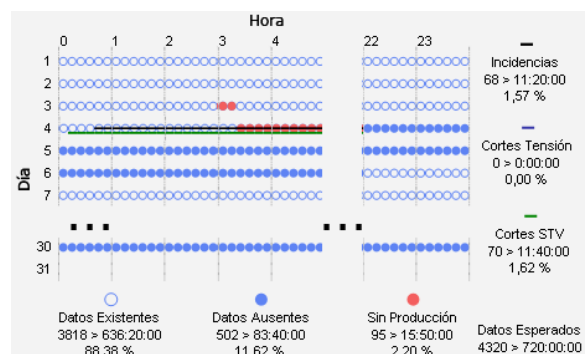 Hora
0 1 2 3 4 22 23
Día
1
2
3
4
5
6
7
30
31
Incidencias
68 > 11:20:00
1,57 %
Cortes Tensión
0 > 0:00:00
0,00 %
Cortes STV
70 > 11:40:00
1,62 %
Datos Existentes
3818 > 636:20:00
88,38 %
Datos Ausentes
502 > 83:40:00
11,62 %
Sin Producción
95 > 15:50:00
2,20 %
Datos Esperados
4320 > 720:00:00